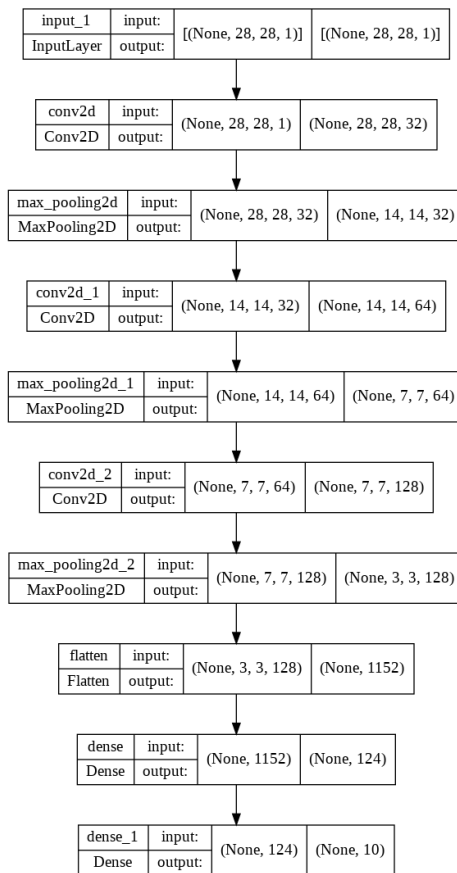 input_1 input: [(None, 28, 28, 1)] [(None, 28, 28, 1)]
InputLayer output:
conv2d input: (None, 28, 28, 1) (None, 28, 28, 32)
Conv2D output:
max_pooling2d input: (None, 28, 28, 32) (None, 14, 14, 32)
MaxPooling2D output:
conv2d_1 input: (None, 14, 14, 32) (None, 14, 14, 64)
Conv2D output:
max_pooling2d_1 input: (None, 14, 14, 64) (None, 7, 7, 64)
MaxPooling2D output:
conv2d_2 input: (None, 7, 7, 64) (None, 7, 7, 128)
Conv2D output:
max_pooling2d_2 input: (None, 7, 7, 128) (None, 3, 3, 128)
MaxPooling2D output:
flatten input: (None, 3, 3, 128) (None, 1152)
Flatten output:
dense input: (None, 1152) (None, 124)
Dense output:
dense_1 input: (None, 124) (None, 10)
Dense output: